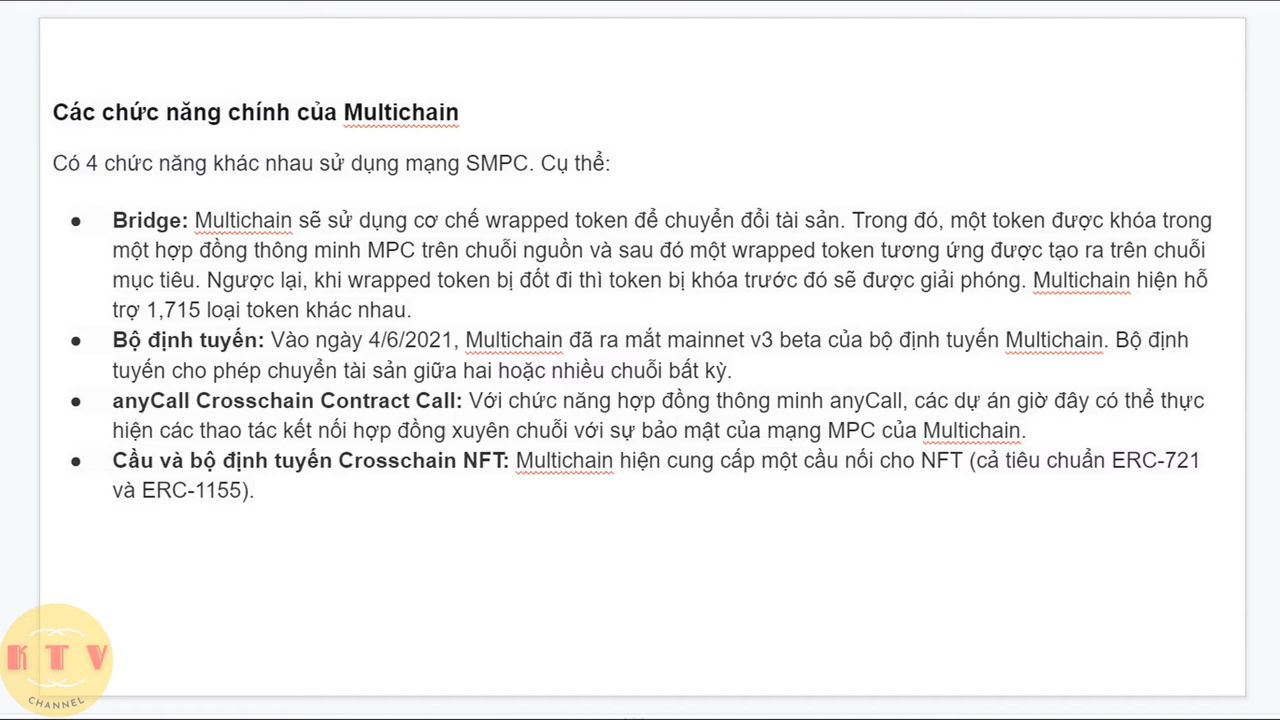 Các chức năng chính của Multichain
Có 4 chức năng khác nhau sử dụng mạng SMPC. Cụ thể:
● Bridge: Multichain sẽ sử dụng cơ chế wrapped token để chuyển đổi tài sản. Trong đó, một token được khóa trong
một hợp đồng thông minh MPC trên chuỗi nguồn và sau đó một wrapped token tương ứng được tạo ra trên chuỗi
mục tiêu. Ngược lại, khi wrapped token bị đốt đi thì token bị khóa trước đó sẽ được giải phóng. Multichain hiện hỗ
trợ 1,715 loại token khác nhau.
● Bộ định tuyến: Vào ngày 4/6/2021, Multichain đã ra mắt mainnet v3 beta của bộ định tuyến Multichain. Bộ định
tuyến cho phép chuyển tài sản giữa hai hoặc nhiều chuỗi bất kỳ.
● anyCall Crosschain Contract Call: Với chức năng hợp đồng thông minh anyCall, các dự án giờ đây có thể thực
hiện các thao tác kết nối hợp đồng xuyên chuỗi với sự bảo mật của mạng MPC của Multichain.
● Cầu và bộ định tuyến Crosschain NFT: Multichain hiện cung cấp một cầu nối cho NFT (cả tiêu chuẩn ERC-721
và ERC-1155).
KTV
CHANNEL